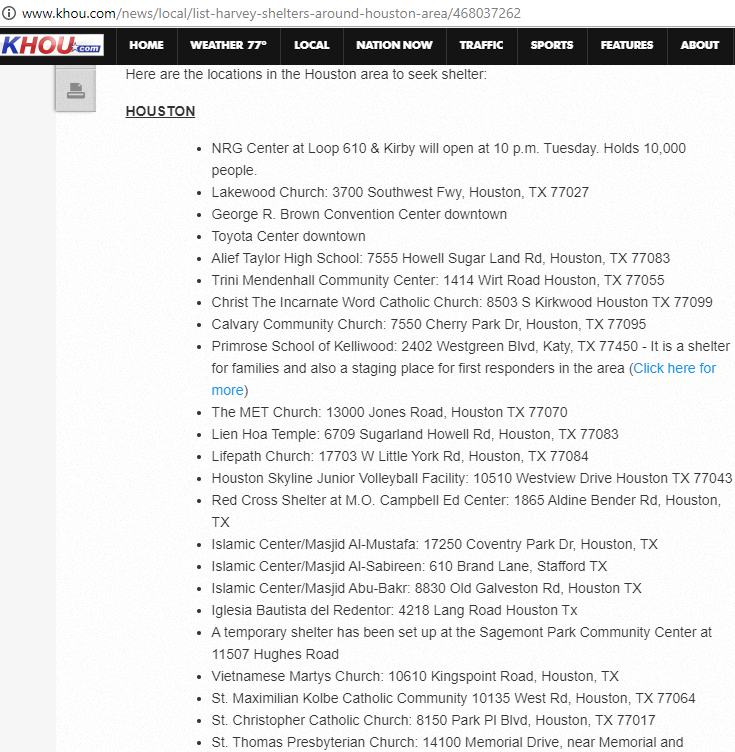 www.khou.com/news/local/list-harvey-shelters-around-houston-area/468037262
KHOU.com HOME WEATHER 77° LOCAL NATION NOW TRAFFIC SPORTS FEATURES ABOUT
Here are the locations in the Houston area to seek shelter:
HOUSTON
• NRG Center at Loop 610 & Kirby will open at 10 p.m. Tuesday. Holds 10,000
people.
• Lakewood Church: 3700 Southwest Fwy, Houston, TX 77027
• George R. Brown Convention Center downtown
• Toyota Center downtown
• Alief Taylor High School: 7555 Howell Sugar Land Rd, Houston, TX 77083
• Trini Mendenhall Community Center: 1414 Wirt Road Houston, TX 77055
• Christ The Incarnate Word Catholic Church: 8503 S Kirkwood Houston TX 77099
• Calvary Community Church: 7550 Cherry Park Dr, Houston, TX 77095
• Primrose School of Kelliwood: 2402 Westgreen Blvd, Katy, TX 77450 - It is a shelter
for families and also a staging place for first responders in the area (Click here for
more)
• The MET Church: 13000 Jones Road, Houston TX 77070
• Lien Hoa Temple: 6709 Sugarland Howell Rd, Houston, TX 77083
• Lifepath Church: 17703 W Little York Rd, Houston, TX 77084
• Houston Skyline Junior Volleyball Facility: 10510 Westview Drive Houston TX 77043
• Red Cross Shelter at M.O. Campbell Ed Center: 1865 Aldine Bender Rd, Houston,
TX
• Islamic Center/Masjid Al-Mustafa: 17250 Coventry Park Dr, Houston, TX
• Islamic Center/Masjid Al-Sabireen: 610 Brand Lane, Stafford TX
• Islamic Center/Masjid Abu-Bakr: 8830 Old Galveston Rd, Houston TX
• Iglesia Bautista del Redentor: 4218 Lang Road Houston Tx
• A temporary shelter has been set up at the Sagemont Park Community Center at
11507 Hughes Road
• Vietnamese Martys Church: 10610 Kingspoint Road, Houston, TX
• St. Maximilian Kolbe Catholic Community 10135 West Rd, Houston, TX 77064
• St. Christopher Catholic Church: 8150 Park Pl Blvd, Houston, TX 77017
• St. Thomas Presbyterian Church: 14100 Memorial Drive, near Memorial and